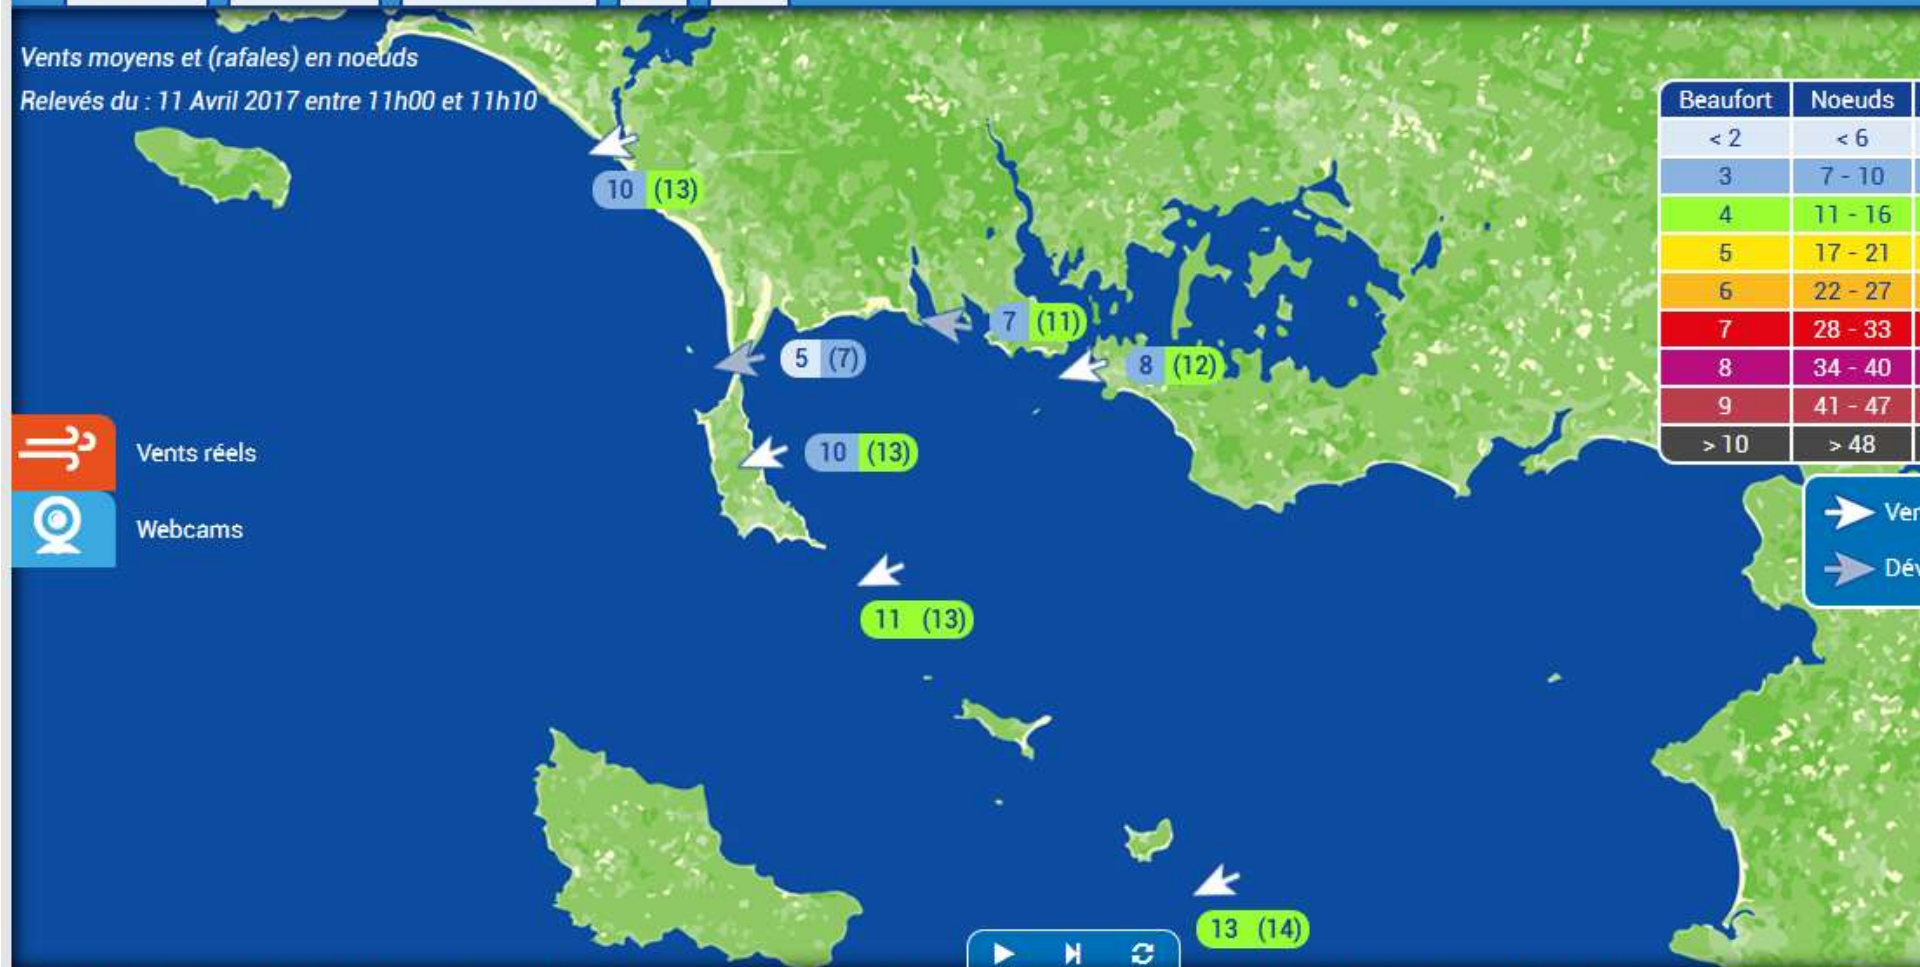 Vents moyens et (rafales) en noeuds
Relevés du : 11 Avril 2017 entre 11h00 et 11h10
Beaufort Noeuds
< 2 < 6
3 7 - 10
4 11 - 16
5 17 - 21
6 22 - 27
7 28 - 33
8 34 - 40
9 41 - 47
> 10 > 48
10 (13)
7 (11)
5 (7)
8 (12)
10 (13)
Vents réels
Webcams
Ver
Dév
11 (13)
13 (14)